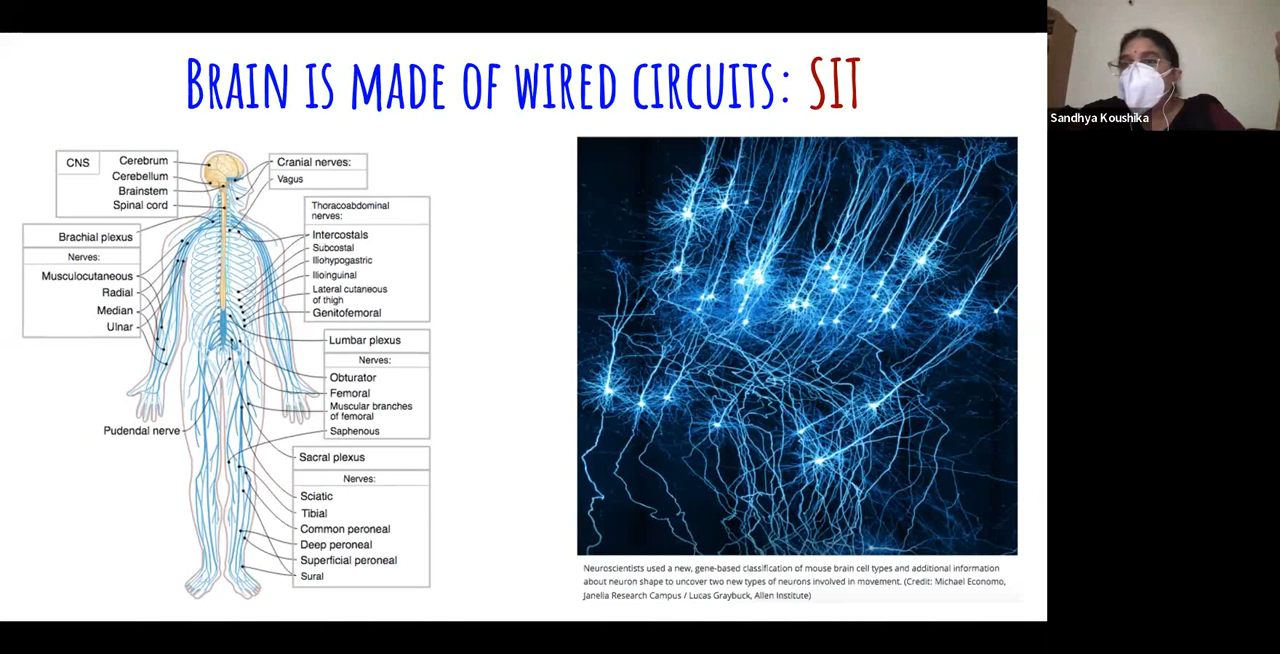 BRAIN IS MADE OF WIRED CIRCUITS: SIT
CNS
Cerebrum
Cerebellum
Brainstem
Spinal cord
Cranial nerves:
Vagus
Brachial plexus
Nerves:
Musculocutaneous
Radial
Median
Ulnar
Thoracoabdominal
nerves:
Intercostals
Subcostal
Iliohypogastric
Ilioinguinal
Lateral cutaneous
of thigh
Genitofemoral
Lumbar plexus
Nerves:
Obturator
Femoral
Muscular branches
of femoral
Saphenous
Pudendal nerve
Sacral plexus
Nerves:
Sciatic
Tibial
Common peroneal
Deep peroneal
Superficial peroneal
Sural
Neuroscientists used a new, gene-based classification of mouse brain cell types and additional information
about neuron shape to uncover two new types of neurons involved in movement. (Credit: Michael Economo,
Janelia Research Campus / Lucas Graybuck, Allen Institute)
Sandhya Koushika